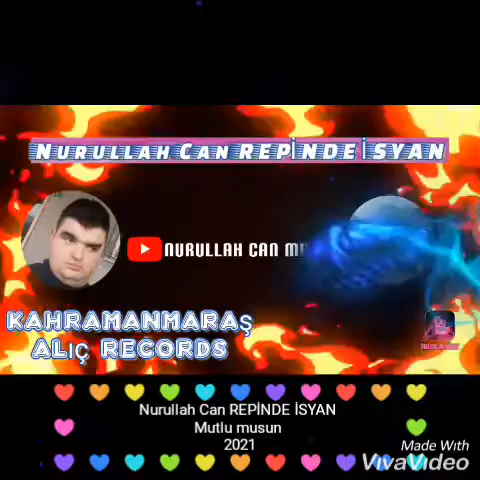 NURULLAH CAN REPİNDE İSYAN
NURULLAH CAN
KAHRAMANMARAŞ
ALIÇ RECORDS
Nurullah Can REPİNDE İSYAN
Mutlu musun
2021
Made With
VivaVideo